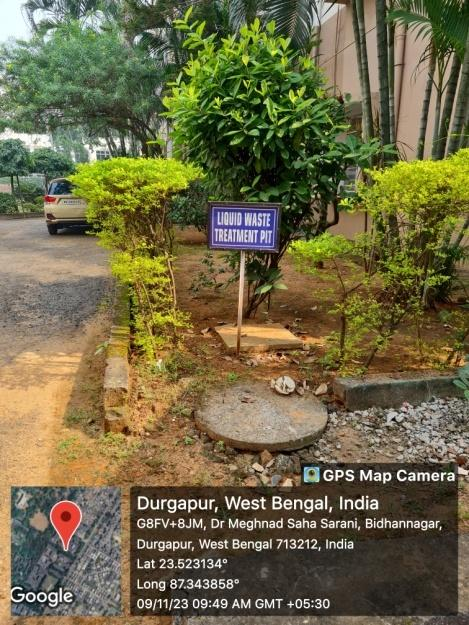 LIQUID WASTE
TREATMENT PIT
GPS Map Camera
Durgapur, West Bengal, India
G8FV+8JM, Dr Meghnad Saha Sarani, Bidhannagar,
Durgapur, West Bengal 713212, India
Lat 23.523134°
Long 87.343858°
09/11/23 09:49 AM GMT +05:30
Google